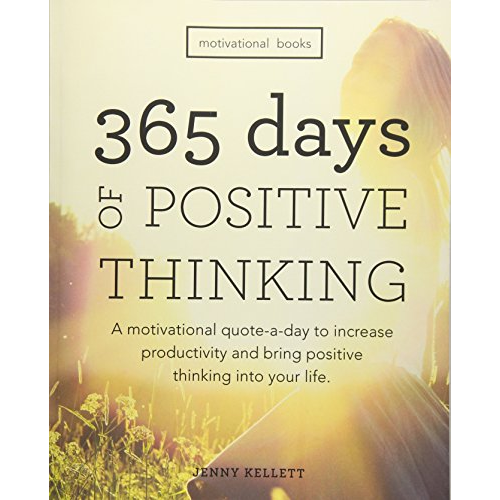 motivational books
365 days
OF POSITIVE
THINKING
A motivational quote-a-day to increase
productivity and bring positive
thinking into your life.
JENNY KELLETT